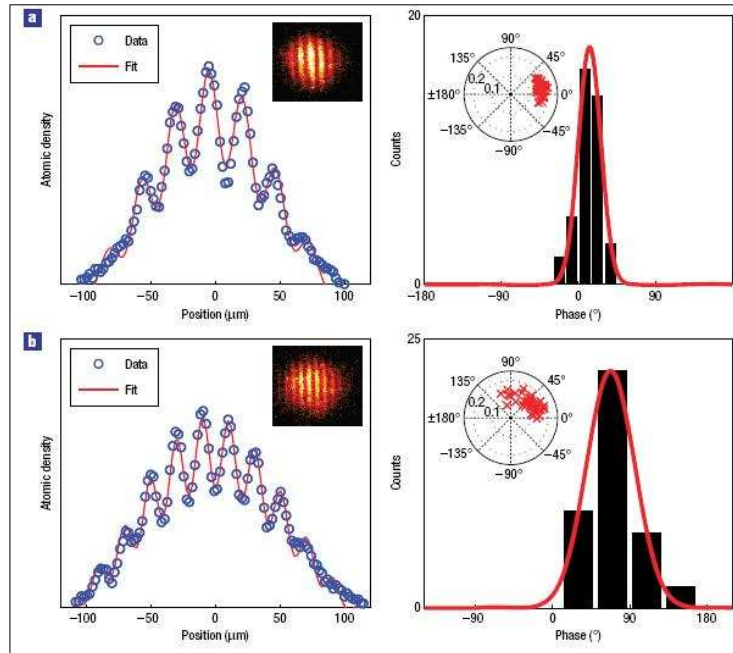 a
Data
Fit
Atomic density
−100 −50 0 50 100
Position (μm)
20
Counts
0
−180 −90 0 90
Phase (°)
90°
135° 45°
0.2
0.1
±180° 0°
−135° −45°
−90°
b
Data
Fit
Atomic density
−100 −50 0 50 100
Position (μm)
25
Counts
0
−90 0 90 180
Phase (°)
90°
135° 45°
0.2
0.1
±180° 0°
−135° −45°
−90°